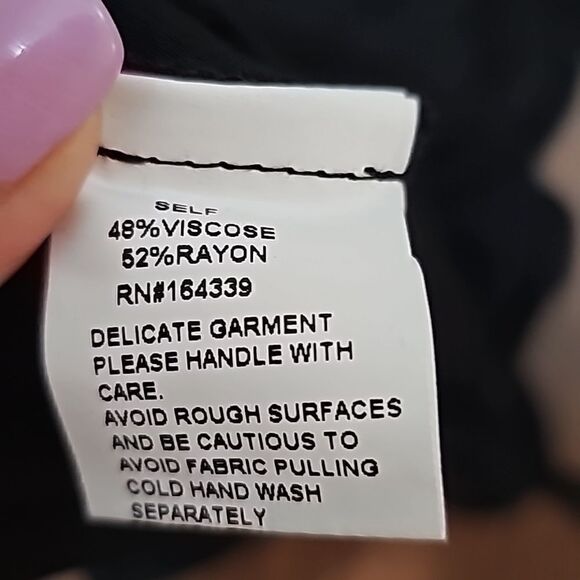 SELF
48%VISCOSE
52%RAYON
RN#164339
DELICATE GARMENT
PLEASE HANDLE WITH
CARE.
AVOID ROUGH SURFACES
AND BE CAUTIOUS TO
AVOID FABRIC PULLING
COLD HAND WASH
SEPARATELY